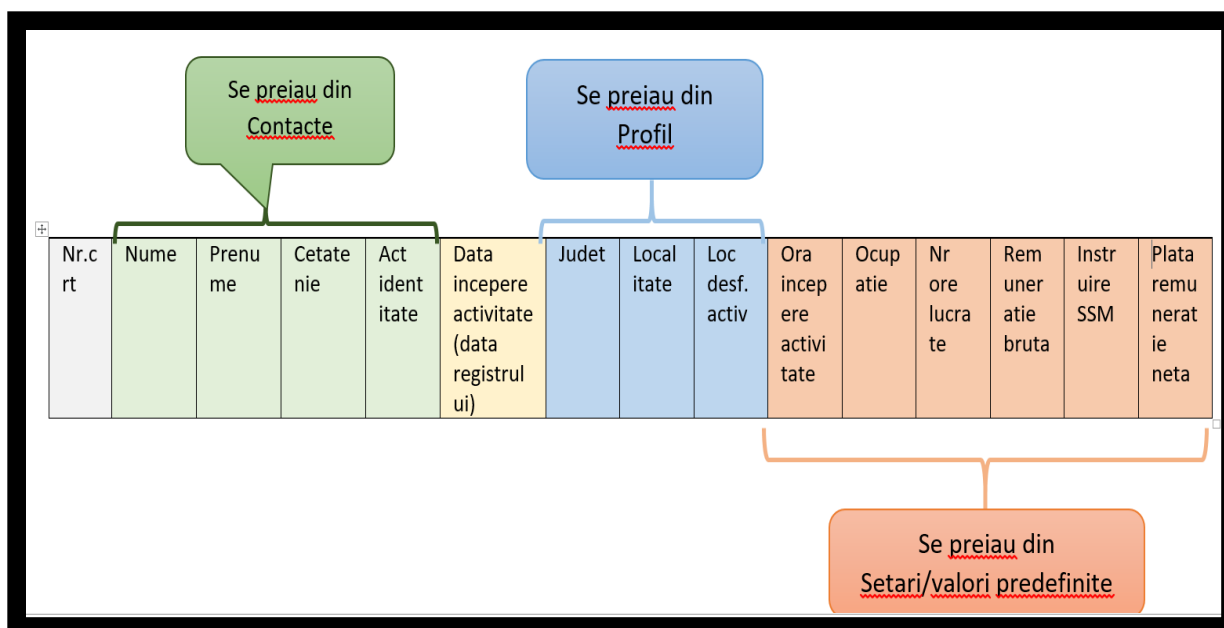 Se preiau din
Contacte
Se preiau din
Profil
Nr.c
rt
Nume
Prenu
me
Cetate
nie
Act
ident
itate
Data
incepere
activitate
(data
registrul
ui)
Judet
Local
itate
Loc
desf.
activ
Ora
incep
ere
activi
tate
Ocup
atie
Nr
ore
lucra
te
Rem
uner
atie
bruta
Instr
uire
SSM
Plata
remu
nerat
ie
neta
Se preiau din
Setari/valori predefinite